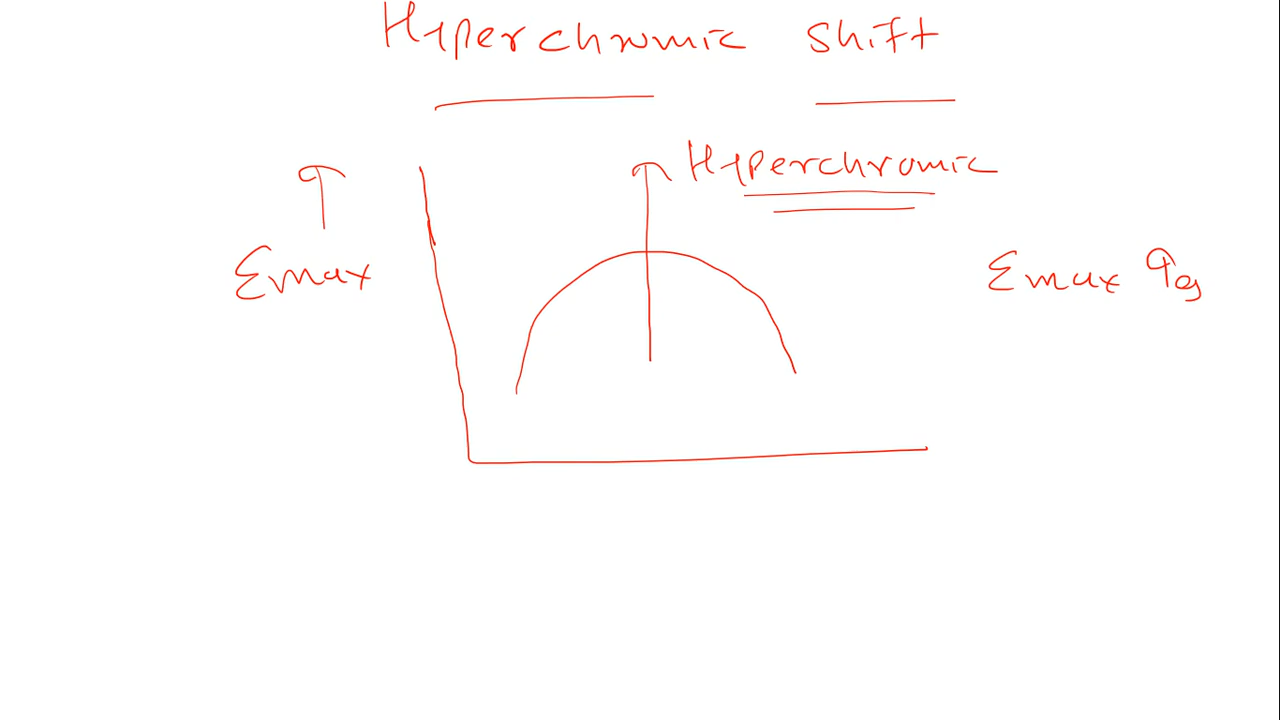 Hyperchromic shift
Hyperchromic
Emax
Emax ↑es